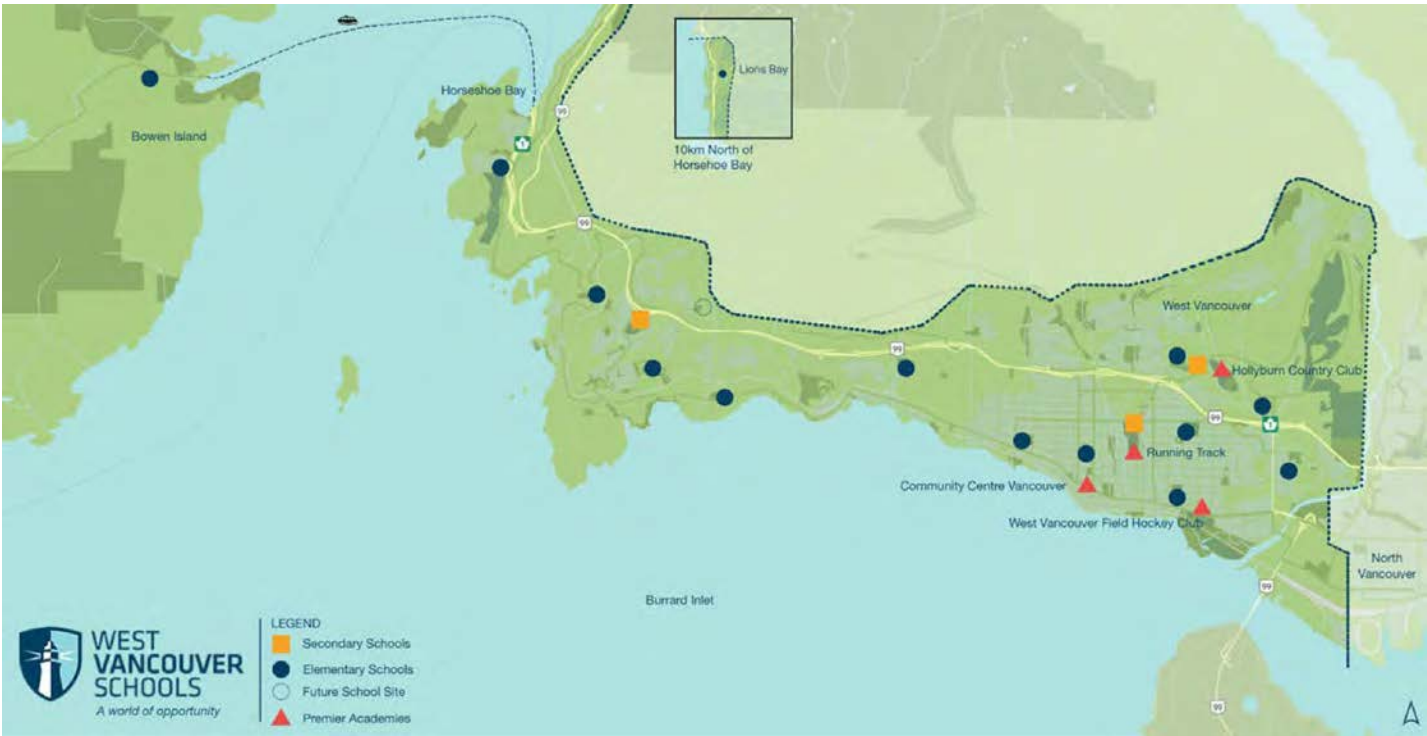 Lions Bay
Horseshoe Bay
99
1
Bowen Island
10km North of
Horsehoe Bay
99
West Vancouver
99
Hollyburn Country Club
99
1
Running Track
Community Centre Vancouver
West Vancouver Field Hockey Club
North
Vancouver
99
Burrard Inlet
99
WEST
VANCOUVER
SCHOOLS
A world of opportunity
LEGEND
Secondary Schools
Elementary Schools
Future School Site
Premier Academies